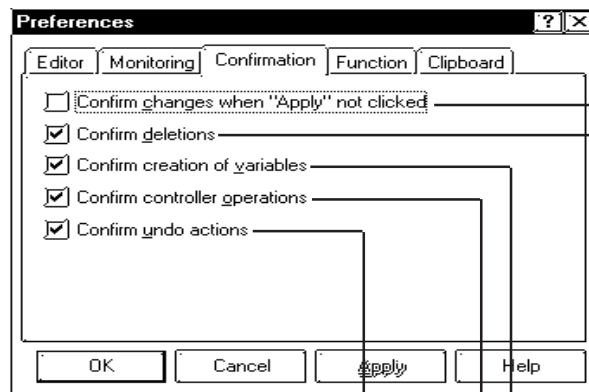 Preferences
Editor Monitoring Confirmation Function Clipboard
Confirm changes when "Apply" not clicked
Confirm deletions
Confirm creation of variables
Confirm controller operations
Confirm undo actions
OK Cancel Apply Help